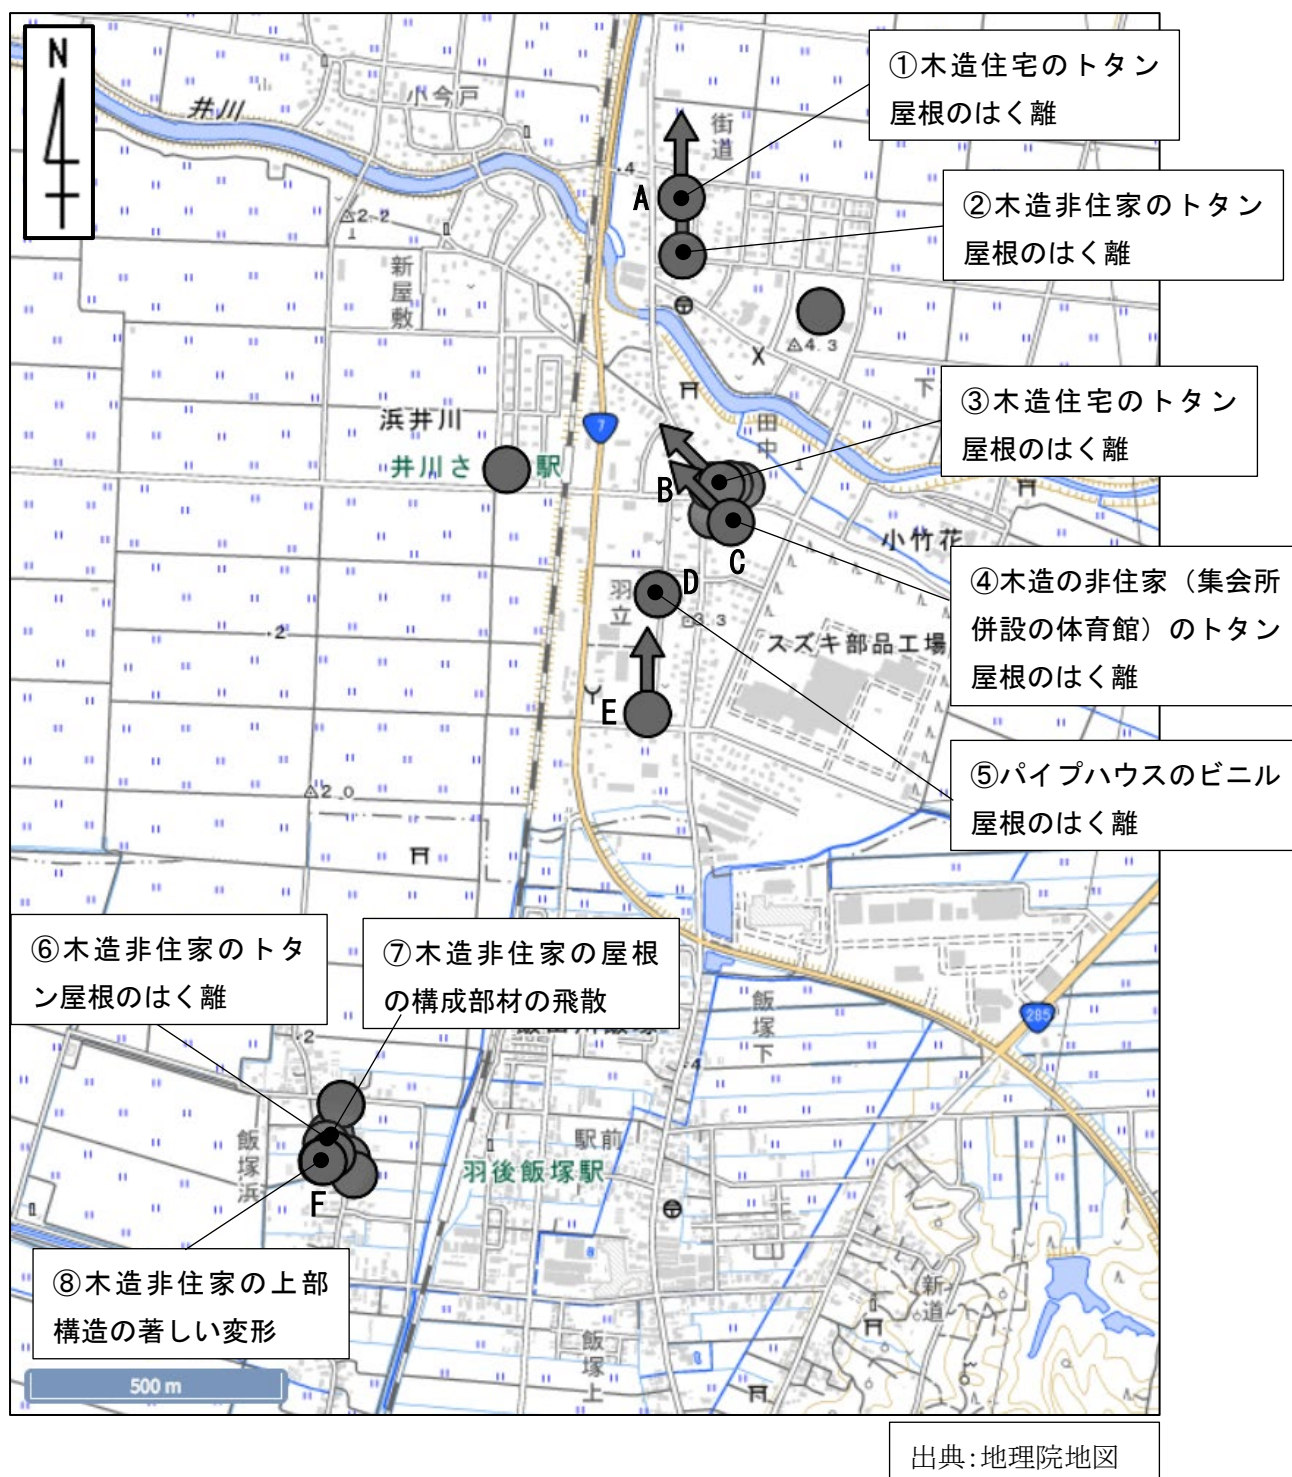 N
井川
小今戸
街道
4
①木造住宅のトタン
屋根のはく離
A
②木造非住家のトタン
屋根のはく離
2.2
新屋敷
4.3
下
③木造住宅のトタン
屋根のはく離
浜井川
7
田中
井川さ
駅
B
C
小竹花
④木造の非住家（集会所
併設の体育館）のトタン
屋根のはく離
D
羽立
3.3
2
スズキ部品工場
E
⑤パイプハウスのビニル
屋根のはく離
2.0
⑥木造非住家のトタ
ン屋根のはく離
⑦木造非住家の屋根
の構成部材の飛散
飯塚下
285
2
4
飯塚浜
駅前
羽後飯塚駅
F
⑧木造非住家の上部
構造の著しい変形
新道
飯塚上
500 m
出典:地理院地図